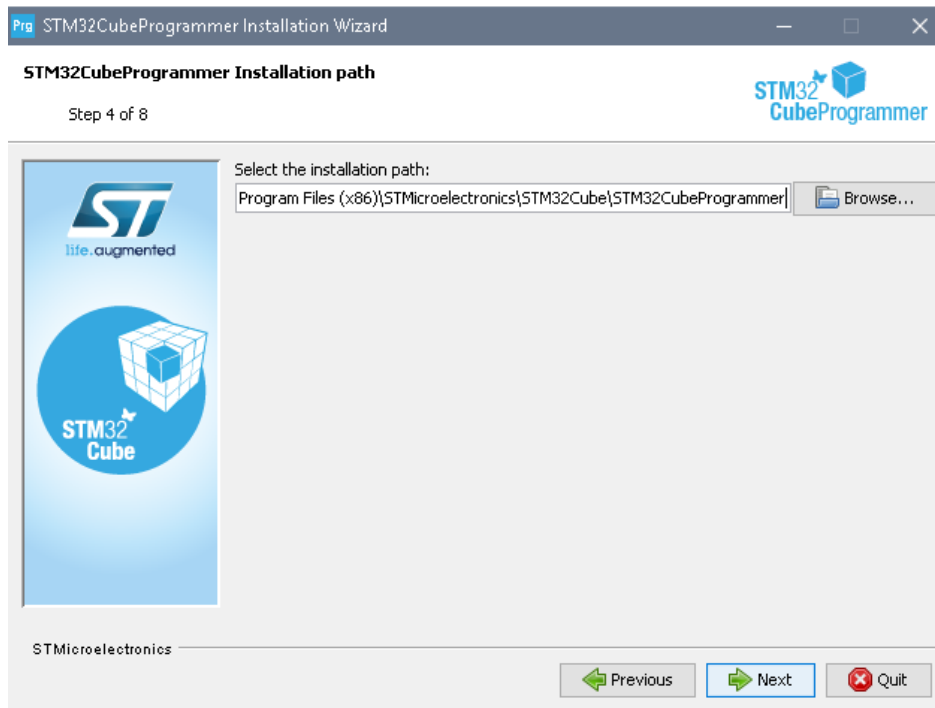 Prg STM32CubeProgrammer Installation Wizard
STM32CubeProgrammer Installation path
Step 4 of 8
STM32
CubeProgrammer
Select the installation path:
Program Files (x86)\STMicroelectronics\STM32Cube\STM32CubeProgrammer
Browse...
ST
life.augmented
STM32
Cube
STMicroelectronics
Previous
Next
Quit